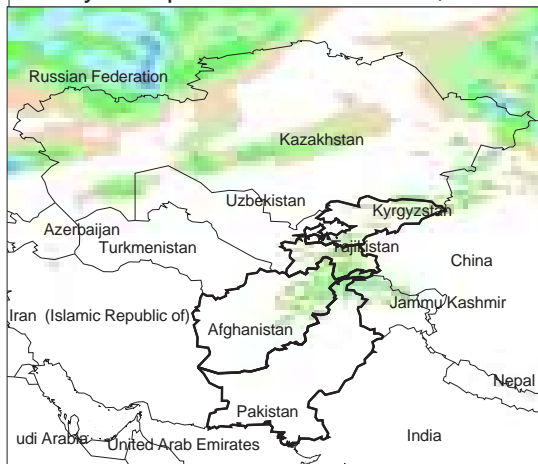 Russian Federation
Kazakhstan
Uzbekistan
Kyrgyzstan
Azerbaijan
Turkmenistan
Tajikistan
China
Iran (Islamic Republic of)
Jammu Kashmir
Afghanistan
Nepal
Pakistan
udi Arabia
United Arab Emirates
India